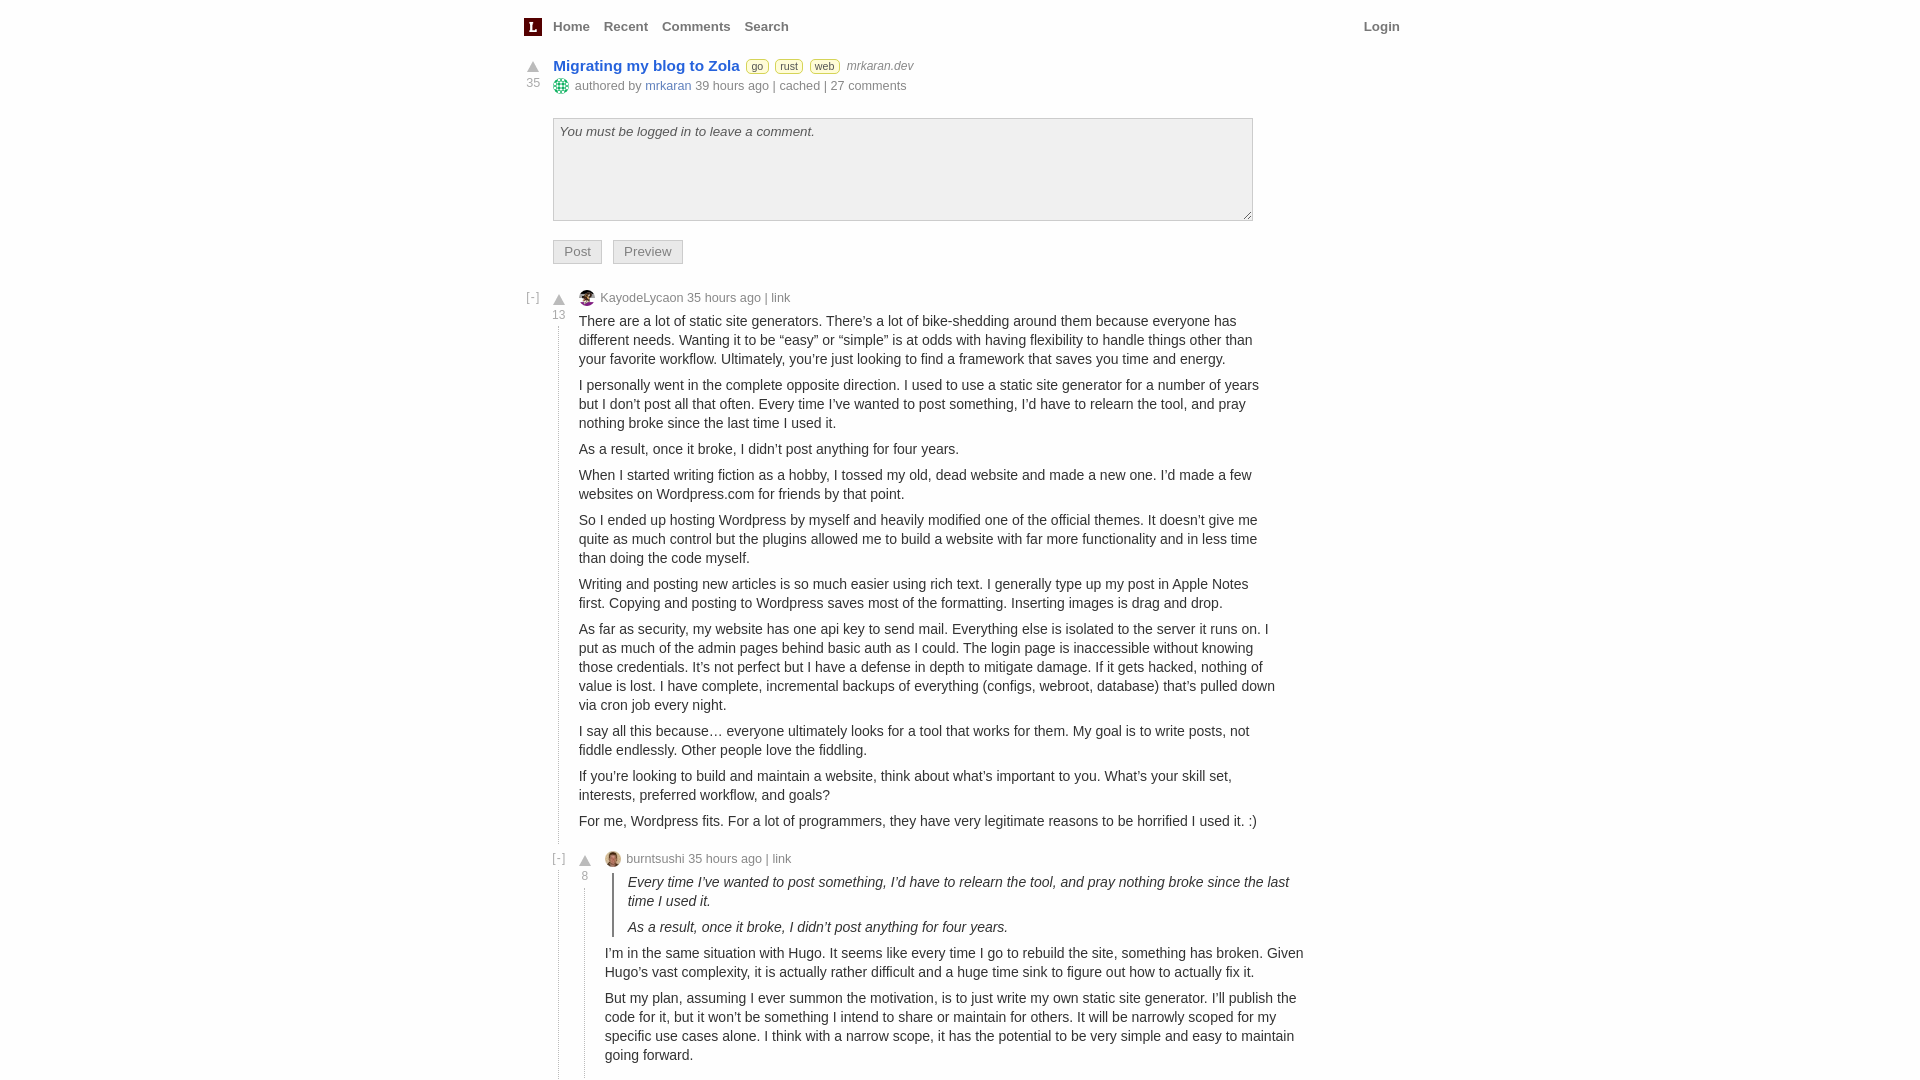 L Home Recent Comments Search Login
Migrating my blog to Zola go rust web mrkaran.dev
35
authored by mrkaran 39 hours ago | cached | 27 comments
You must be logged in to leave a comment.
Post Preview
[-] KayodeLycaon 35 hours ago | link
13
There are a lot of static site generators. There’s a lot of bike-shedding around them because everyone has
different needs. Wanting it to be “easy” or “simple” is at odds with having flexibility to handle things other than
your favorite workflow. Ultimately, you’re just looking to find a framework that saves you time and energy.
I personally went in the complete opposite direction. I used to use a static site generator for a number of years
but I don’t post all that often. Every time I’ve wanted to post something, I’d have to relearn the tool, and pray
nothing broke since the last time I used it.
As a result, once it broke, I didn’t post anything for four years.
When I started writing fiction as a hobby, I tossed my old, dead website and made a new one. I’d made a few
websites on Wordpress.com for friends by that point.
So I ended up hosting Wordpress by myself and heavily modified one of the official themes. It doesn’t give me
quite as much control but the plugins allowed me to build a website with far more functionality and in less time
than doing the code myself.
Writing and posting new articles is so much easier using rich text. I generally type up my post in Apple Notes
first. Copying and posting to Wordpress saves most of the formatting. Inserting images is drag and drop.
As far as security, my website has one api key to send mail. Everything else is isolated to the server it runs on. I
put as much of the admin pages behind basic auth as I could. The login page is inaccessible without knowing
those credentials. It’s not perfect but I have a defense in depth to mitigate damage. If it gets hacked, nothing of
value is lost. I have complete, incremental backups of everything (configs, webroot, database) that’s pulled down
via cron job every night.
I say all this because… everyone ultimately looks for a tool that works for them. My goal is to write posts, not
fiddle endlessly. Other people love the fiddling.
If you’re looking to build and maintain a website, think about what’s important to you. What’s your skill set,
interests, preferred workflow, and goals?
For me, Wordpress fits. For a lot of programmers, they have very legitimate reasons to be horrified I used it. :)
[-] burntsushi 35 hours ago | link
8
Every time I’ve wanted to post something, I’d have to relearn the tool, and pray nothing broke since the last
time I used it.
As a result, once it broke, I didn’t post anything for four years.
I’m in the same situation with Hugo. It seems like every time I go to rebuild the site, something has broken. Given
Hugo’s vast complexity, it is actually rather difficult and a huge time sink to figure out how to actually fix it.
But my plan, assuming I ever summon the motivation, is to just write my own static site generator. I’ll publish the
code for it, but it won’t be something I intend to share or maintain for others. It will be narrowly scoped for my
specific use cases alone. I think with a narrow scope, it has the potential to be very simple and easy to maintain
going forward.